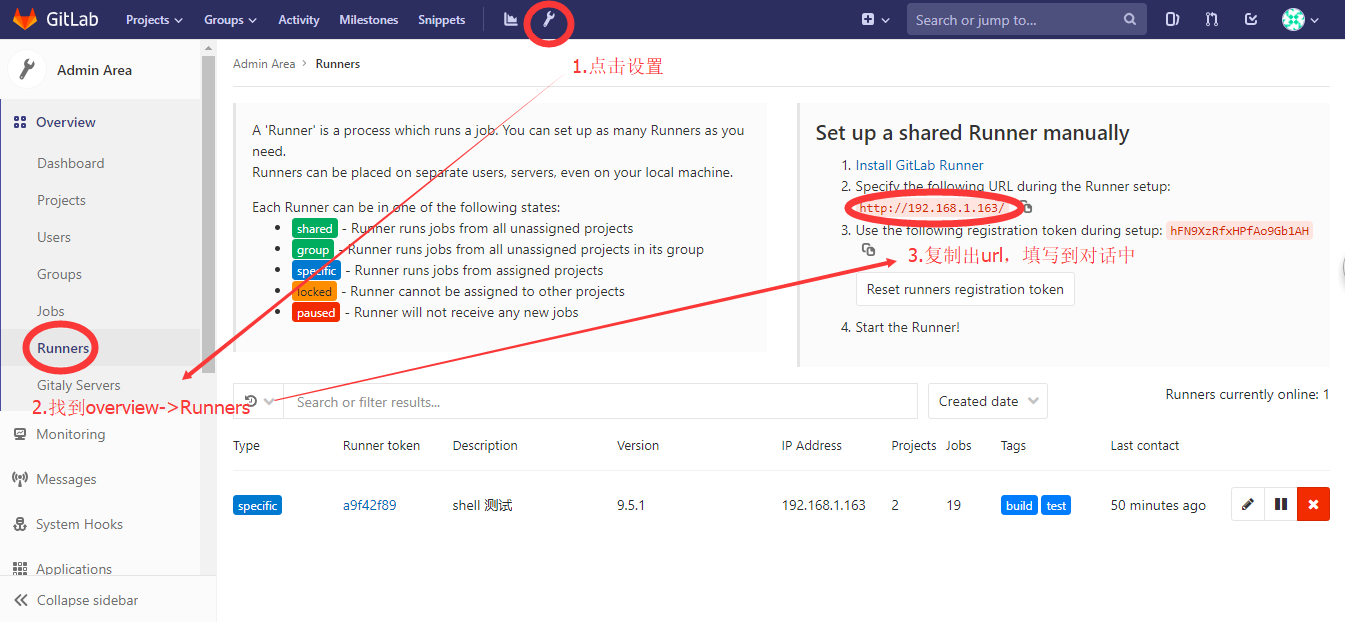 GitLab Projects Groups Activity Milestones Snippets Search or jump to...
1.点击设置
Admin Area
Overview
Dashboard
Projects
Users
Groups
Jobs
Runners
Gitaly Servers
2.找到overview->Runners
Monitoring
Messages
System Hooks
Applications
Collapse sidebar
Admin Area > Runners
A 'Runner' is a process which runs a job. You can set up as many Runners as you
need.
Runners can be placed on separate users, servers, even on your local machine.
Each Runner can be in one of the following states:
shared - Runner runs jobs from all unassigned projects
group - Runner runs jobs from all unassigned projects in its group
specific - Runner runs jobs from assigned projects
locked - Runner cannot be assigned to other projects
paused - Runner will not receive any new jobs
Set up a shared Runner manually
1. Install GitLab Runner
2. Specify the following URL during the Runner setup:
http://192.168.1.163/
3. Use the following registration token during setup: hFN9XzRfxHPfAo9Gb1AH
3.复制出url，填写到对话中
Reset runners registration token
4. Start the Runner!
Search or filter results...
Created date
Runners currently online: 1
Type Runner token Description Version IP Address Projects Jobs Tags Last contact
specific a9f42f89 shell 测试 9.5.1 192.168.1.163 2 19 build test 50 minutes ago